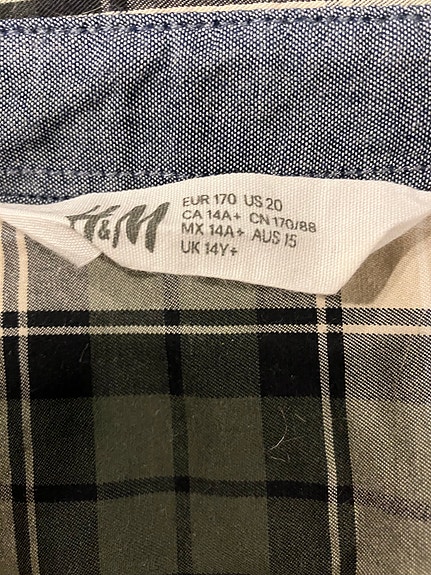 H&M
EUR 170 US 20
CA 14A+ CN 170/88
MX 14A+ AUS 15
UK 14Y+